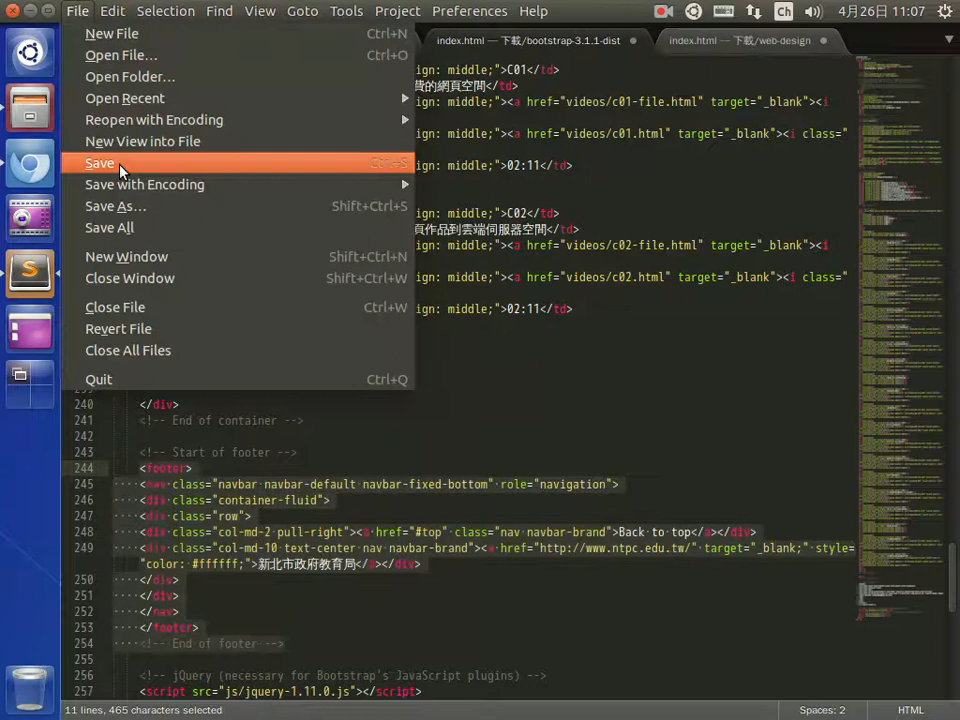 File Edit Selection Find View Goto Tools Project Preferences Help Ch 4月26日 11:07
New File Ctrl+N
Open File... Ctrl+O
Open Folder...
Open Recent
Reopen with Encoding
New View into File
Save Ctrl+S
Save with Encoding
Save As... Shift+Ctrl+S
Save All
New Window Shift+Ctrl+N
Close Window Shift+Ctrl+W
Close File Ctrl+W
Revert File
Close All Files
Quit Ctrl+Q
index.html — 下載/bootstrap-3.1.1-dist index.html — 下載/web-design
ign: middle;">C01</td>
的網頁空間</td>
ign: middle;"><a href="videos/c01-file.html" target="_blank"><i
ign: middle;"><a href="videos/c01.html" target="_blank"><i class="
ign: middle;">02:11</td>
ign: middle;">C02</td>
頁作品到雲端伺服器空間</td>
ign: middle;"><a href="videos/c02-file.html" target="_blank"><i
ign: middle;"><a href="videos/c02.html" target="_blank"><i class="
ign: middle;">02:11</td>
240 </div>
241 <!-- End of container -->
242
243 <!-- Start of footer -->
244 <footer>
245 <nav class="navbar navbar-default navbar-fixed-bottom" role="navigation">
246 <div class="container-fluid">
247 <div class="row">
248 <div class="col-md-2 pull-right"><a href="#top" class="nav navbar-brand">Back to top</a></div>
249 <div class="col-md-10 text-center nav navbar-brand"><a href="http://www.ntpc.edu.tw/" target="_blank;" style=
"color: #ffffff;">新北市政府教育局</a></div>
250 </div>
251 </div>
252 </nav>
253 </footer>
254 <!-- End of footer -->
255
256 <!-- jQuery (necessary for Bootstrap's JavaScript plugins) -->
257 <script src="js/jquery-1.11.0.js"></script>
11 lines, 465 characters selected Spaces: 2 HTML